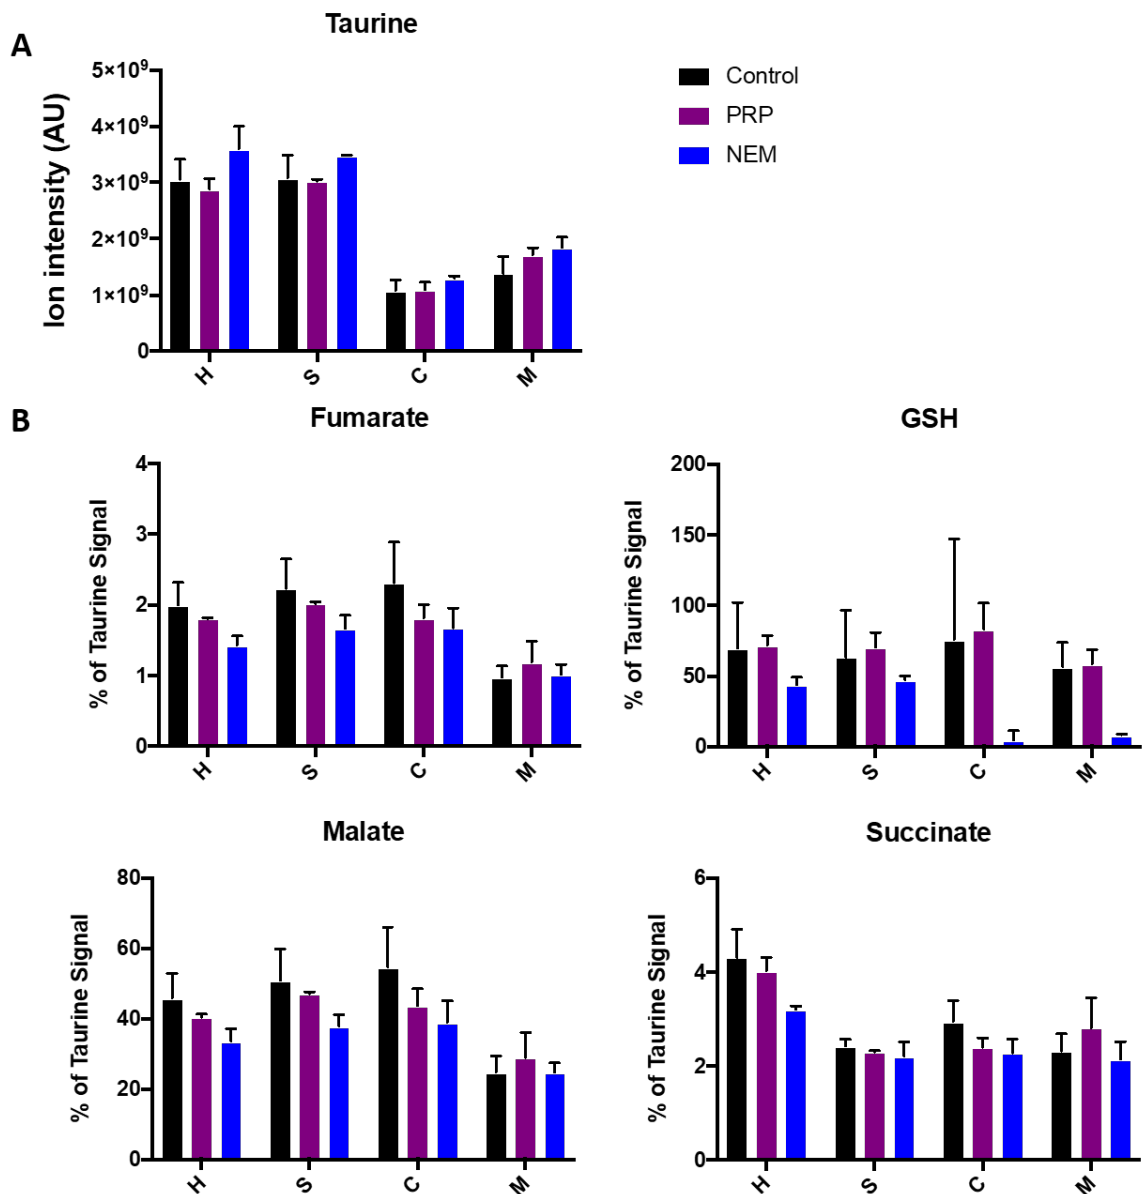 A
Taurine
Ion intensity (AU)
5×10⁹
4×10⁹
3×10⁹
2×10⁹
1×10⁹
0
H S C M
Control
PRP
NEM
B
Fumarate
% of Taurine Signal
4
3
2
1
0
H S C M
GSH
% of Taurine Signal
200
150
100
50
0
H S C M
Malate
% of Taurine Signal
80
60
40
20
0
H S C M
Succinate
% of Taurine Signal
6
4
2
0
H S C M